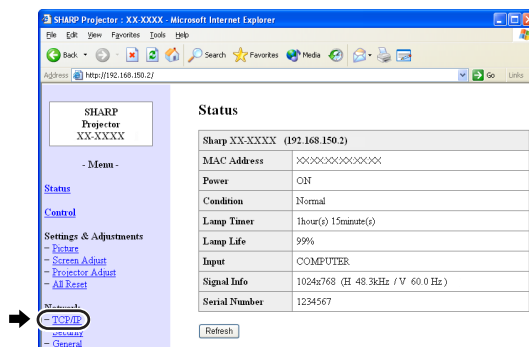 SHARP Projector : XX-XXXX - Microsoft Internet Explorer
File Edit View Favorites Tools Help
Back Search Favorites Media
Address http://192.168.150.2/ Go Links
SHARP
Projector
XX-XXXX
- Menu -
Status
Control
Settings & Adjustments
– Picture
– Screen Adjust
– Projector Adjust
– All Reset
Network
– TCP/IP
– Security
– General
Status
Sharp XX-XXXX (192.168.150.2)
MAC Address XXXXXXXXXXXX
Power ON
Condition Normal
Lamp Timer 1hour(s) 15minute(s)
Lamp Life 99%
Input COMPUTER
Signal Info 1024x768 (H 48.3kHz / V 60.0 Hz )
Serial Number 1234567
Refresh